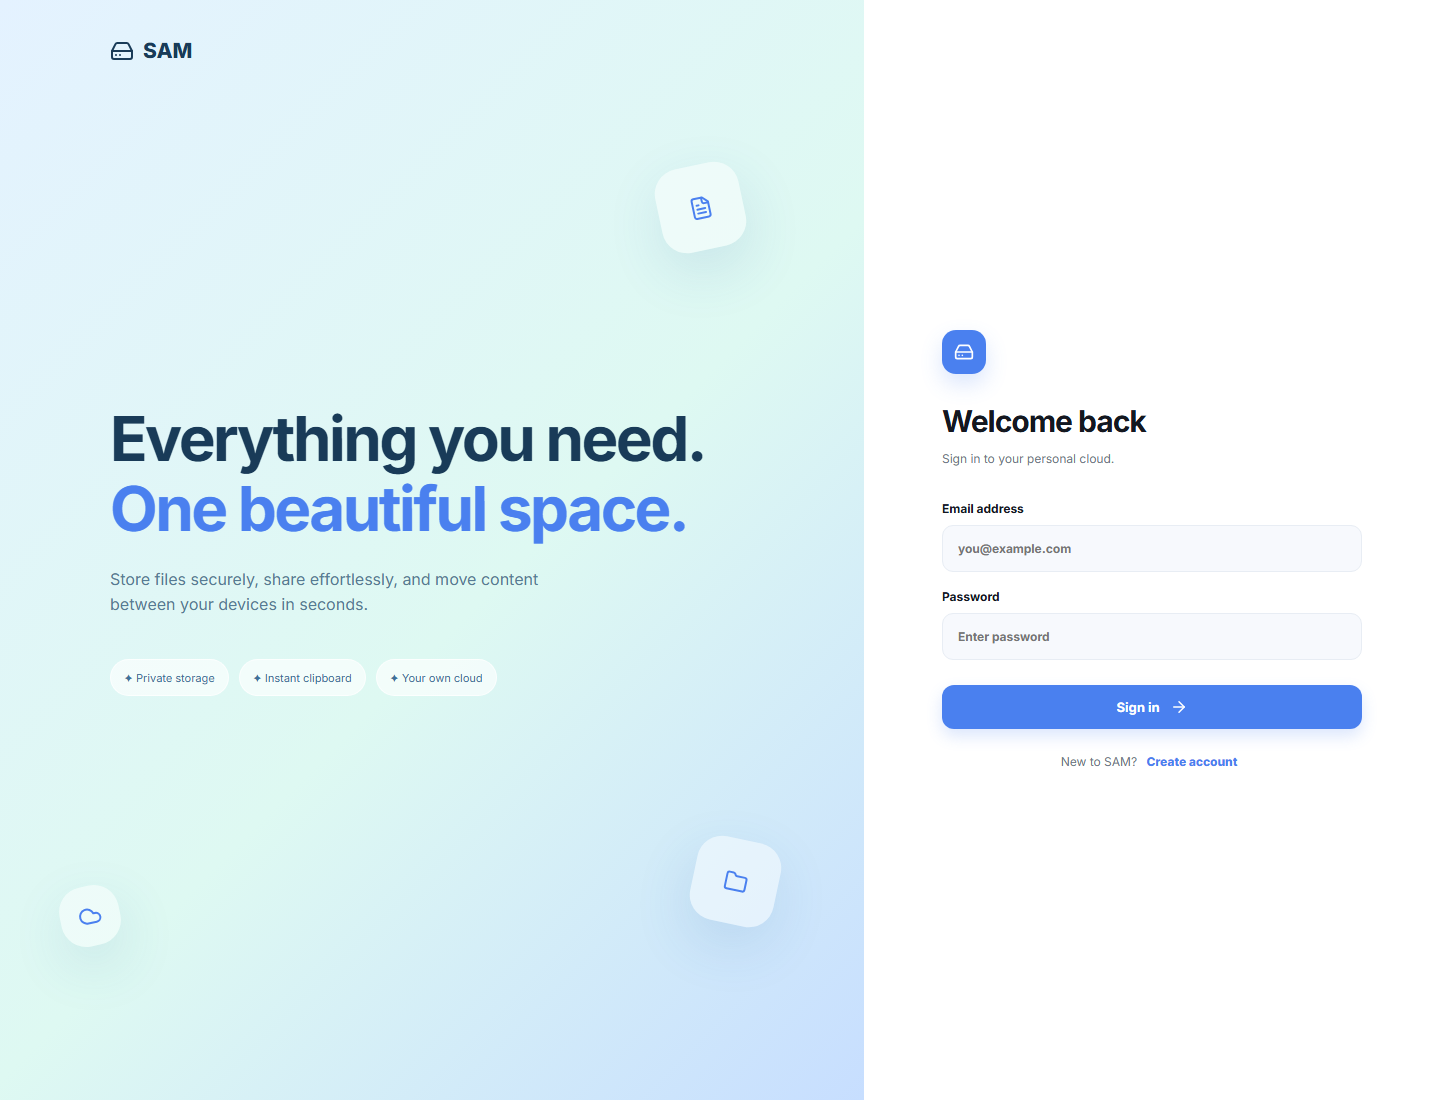 SAM
Everything you need.
One beautiful space.
Store files securely, share effortlessly, and move content
between your devices in seconds.
✦ Private storage
✦ Instant clipboard
✦ Your own cloud
Welcome back
Sign in to your personal cloud.
Email address
you@example.com
Password
Enter password
Sign in →
New to SAM? Create account